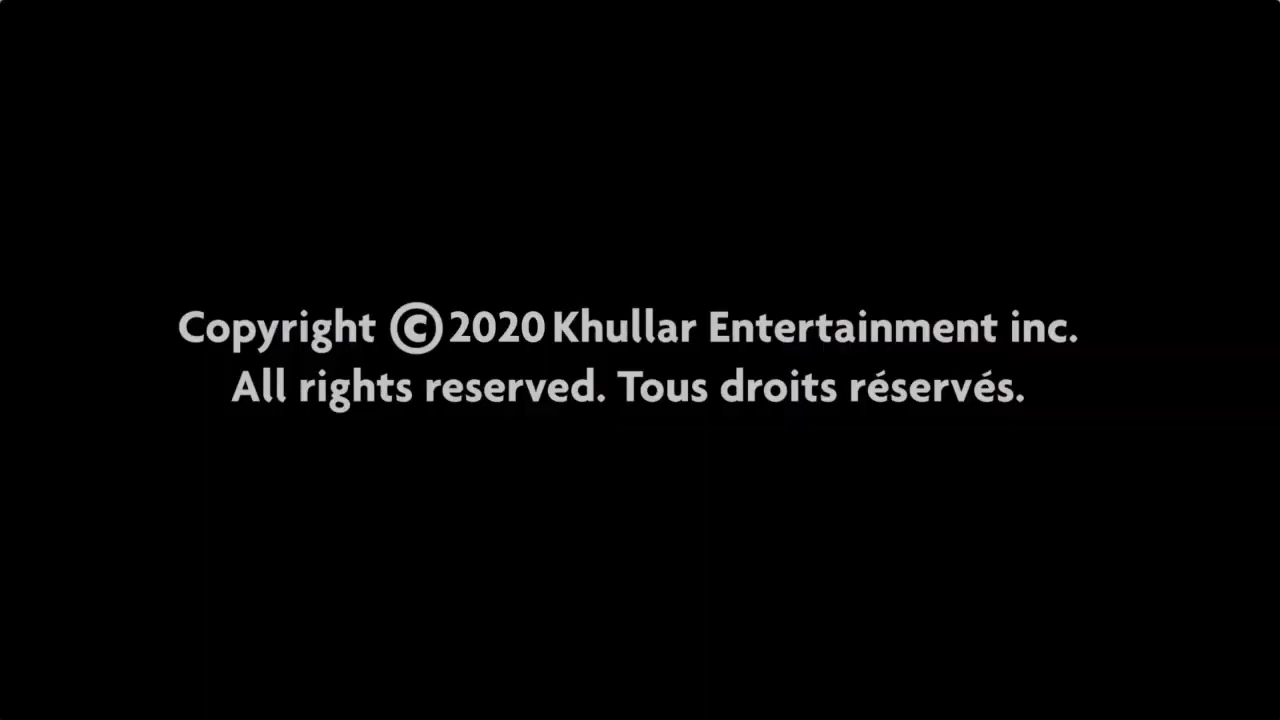 Copyright ©2020 Khullar Entertainment inc.
All rights reserved. Tous droits réservés.